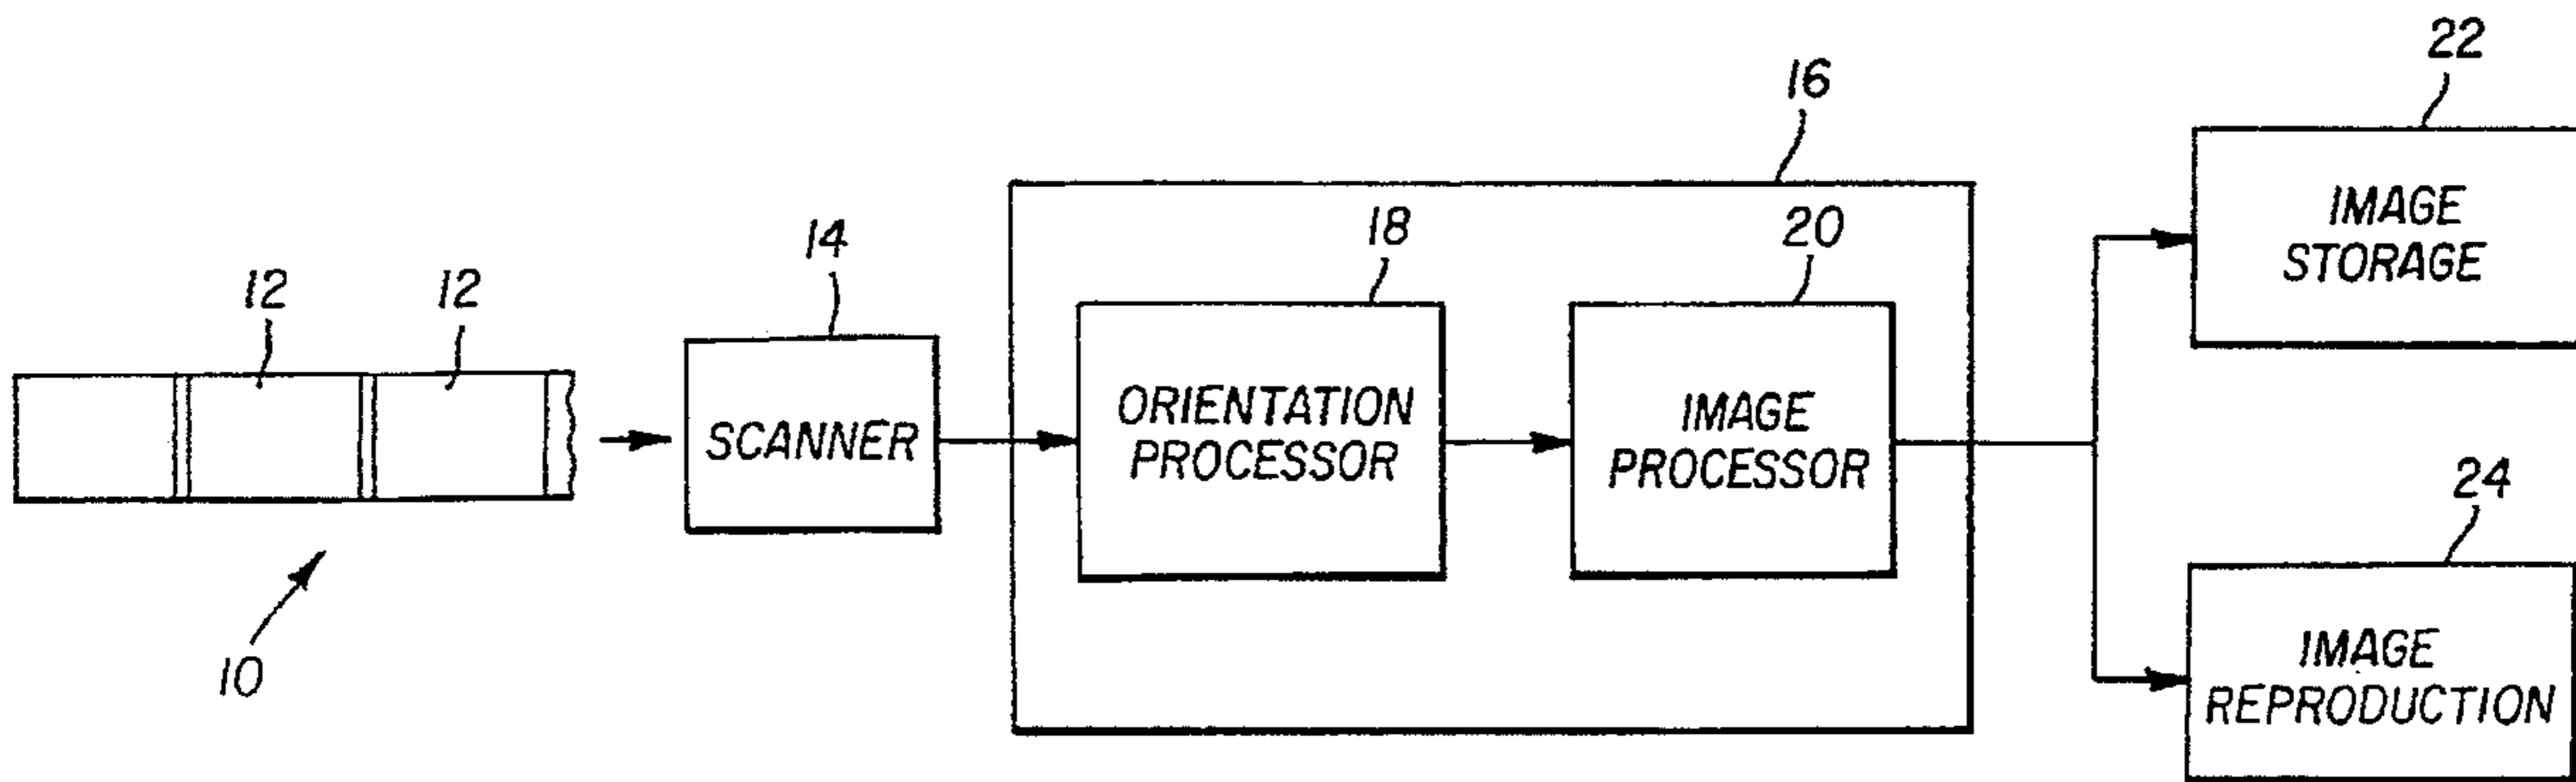 22
16
IMAGE
STORAGE
14
18
20
12
12
ORIENTATION
PROCESSOR
IMAGE
PROCESSOR
SCANNER
24
10
IMAGE
REPRODUCTION